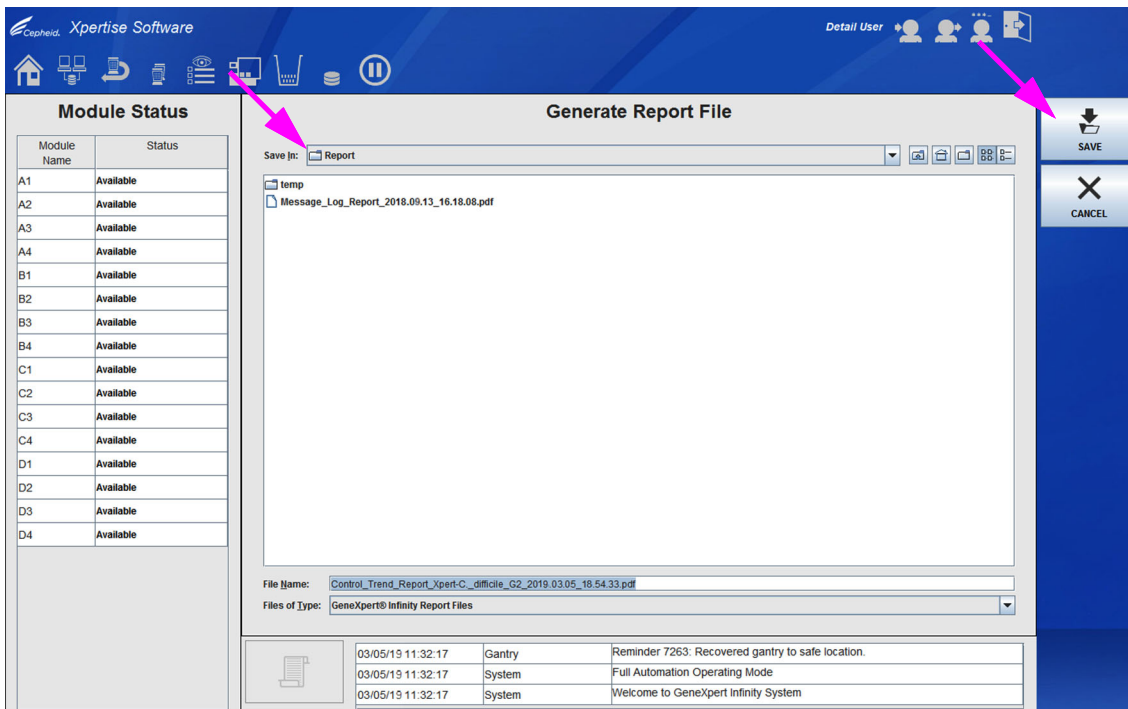 Cepheid. Xpertise Software
Detail User
Module Status
Module Name Status
A1 Available
A2 Available
A3 Available
A4 Available
B1 Available
B2 Available
B3 Available
B4 Available
C1 Available
C2 Available
C3 Available
C4 Available
D1 Available
D2 Available
D3 Available
D4 Available
Generate Report File
Save In: Report
temp
Message_Log_Report_2018.09.13_16.18.08.pdf
File Name: Control_Trend_Report_Xpert-C._difficile_G2_2019.03.05_18.54.33.pdf
Files of Type: GeneXpert® Infinity Report Files
03/05/19 11:32:17 Gantry Reminder 7263: Recovered gantry to safe location.
03/05/19 11:32:17 System Full Automation Operating Mode
03/05/19 11:32:17 System Welcome to GeneXpert Infinity System
SAVE
CANCEL